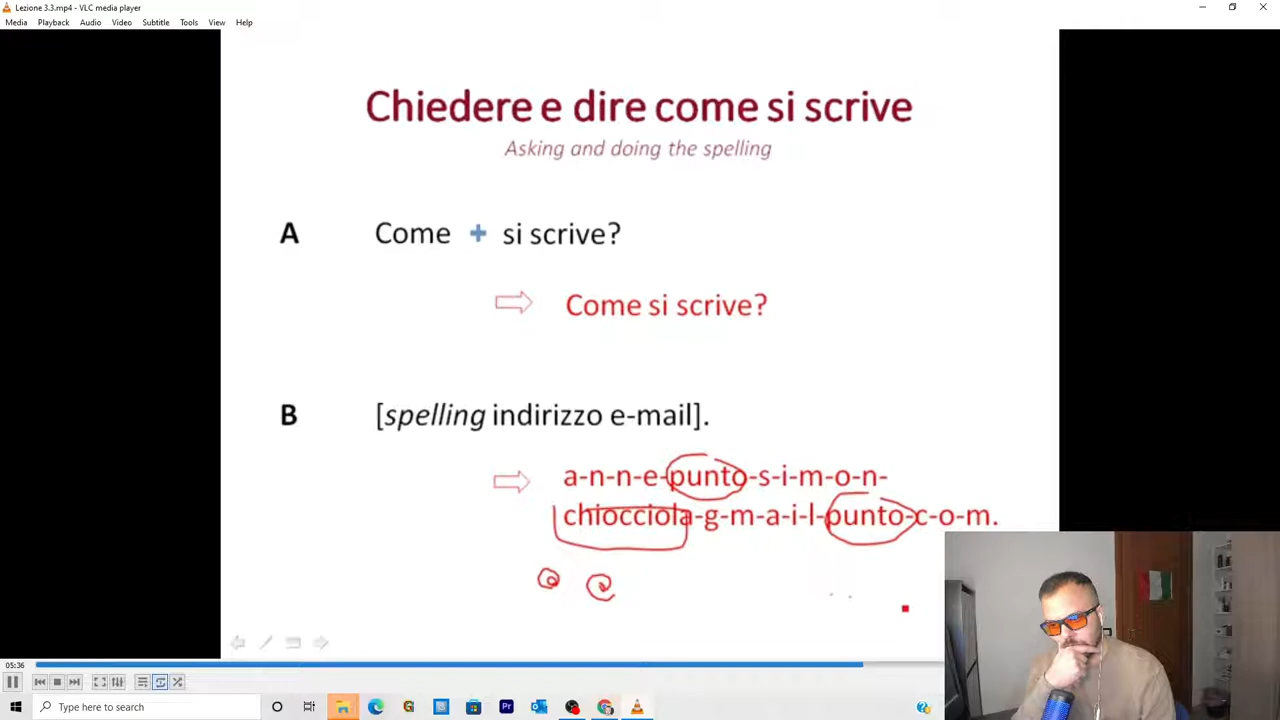 Lezione 3.3.mp4 - VLC media player
Media Playback Audio Video Subtitle Tools View Help
Chiedere e dire come si scrive
Asking and doing the spelling
A Come + si scrive?
Come si scrive?
B [spelling indirizzo e-mail].
a-n-n-e-punto-s-i-m-o-n-
chiocciola-g-m-a-i-l-punto-c-o-m.
@ @
05:36
Type here to search